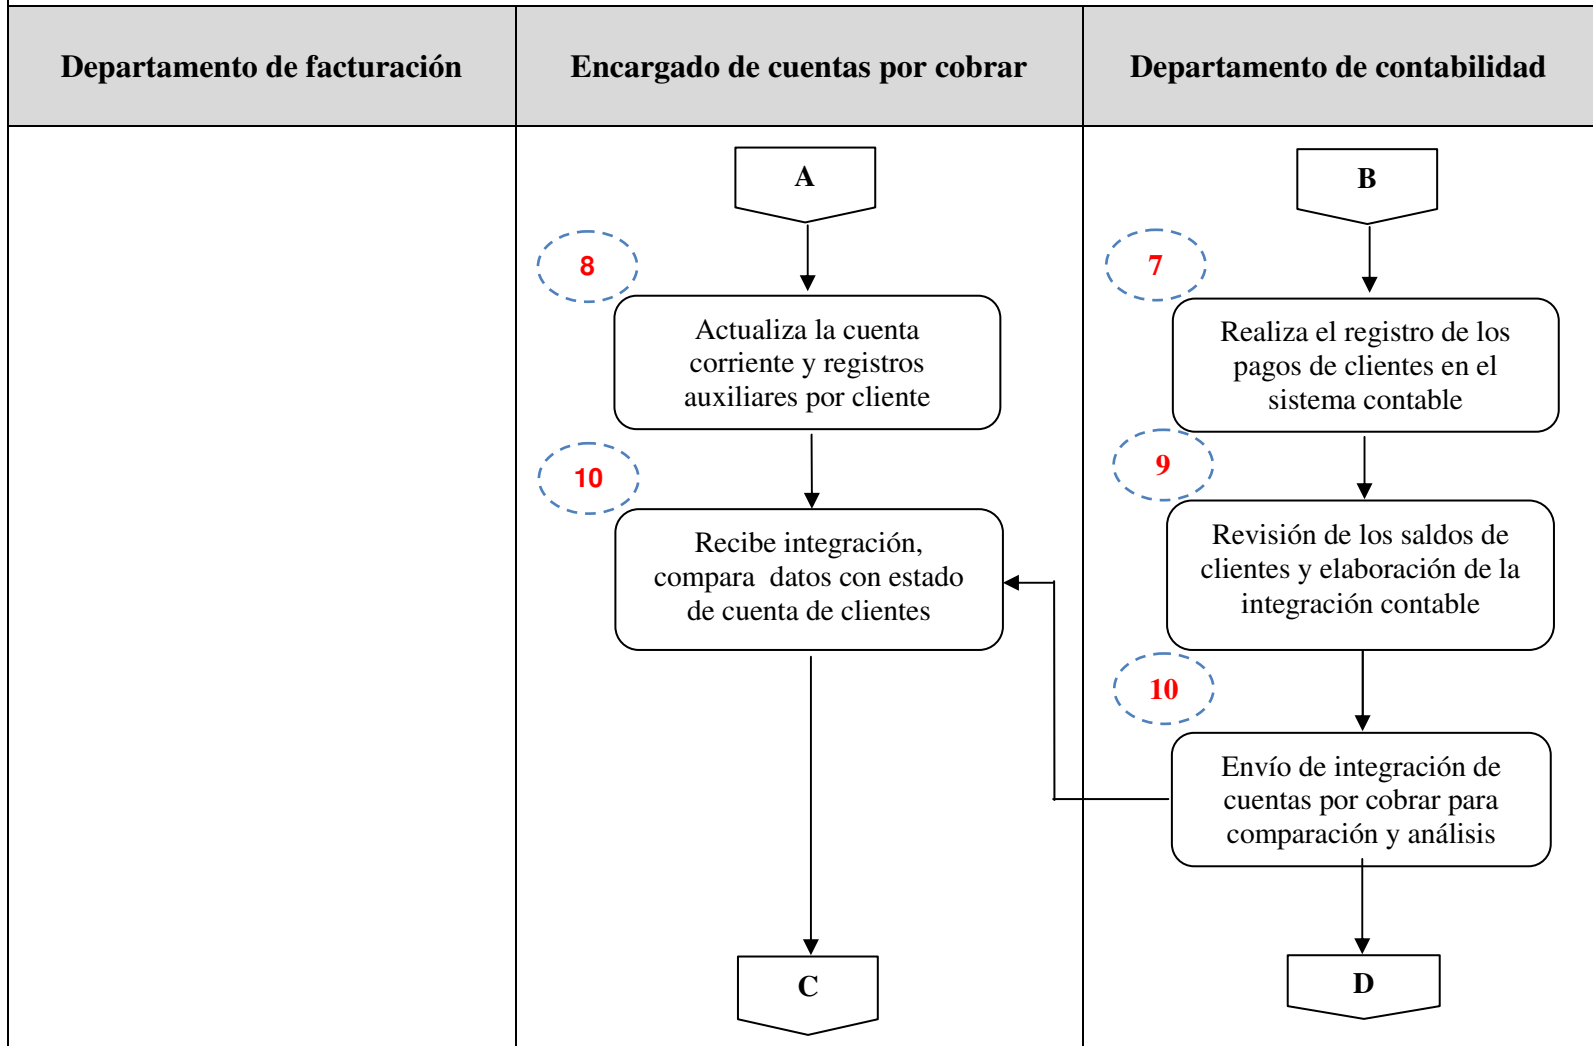 Departamento de facturación
Encargado de cuentas por cobrar
Departamento de contabilidad
A
B
8
7
Actualiza la cuenta
corriente y registros
auxiliares por cliente
Realiza el registro de los
pagos de clientes en el
sistema contable
10
9
Recibe integración,
compara  datos con estado
de cuenta de clientes
Revisión de los saldos de
clientes y elaboración de la
integración contable
10
Envío de integración de
cuentas por cobrar para
comparación y análisis
C
D